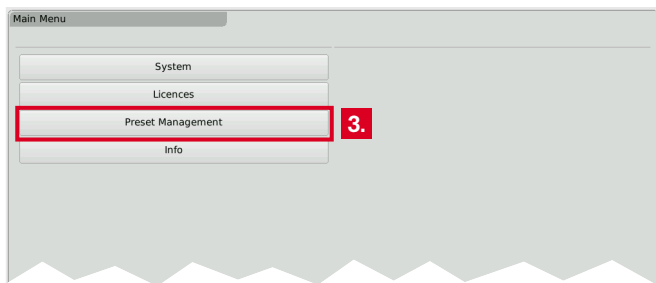 Main Menu
System
Licences
Preset Management
3.
Info